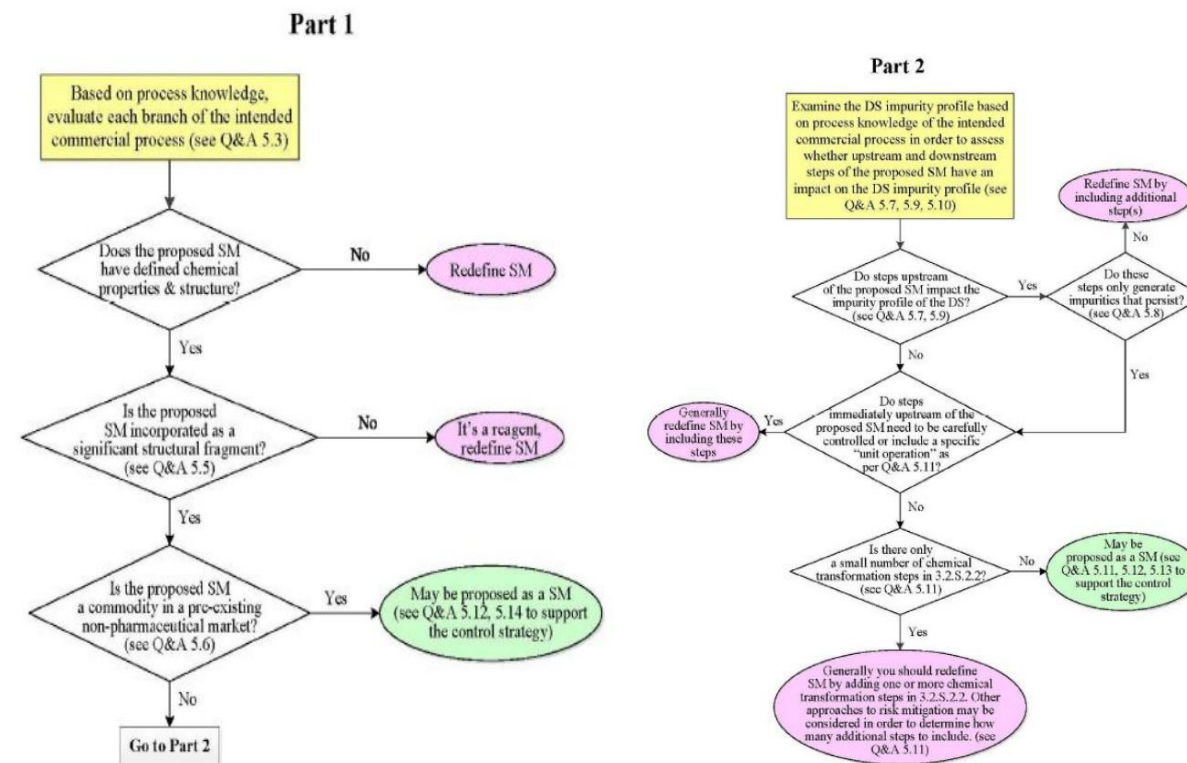 Part 1
Based on process knowledge,
evaluate each branch of the intended
commercial process (see Q&A 5.3)
Does the proposed SM
have defined chemical
properties & structure?
No
Redefine SM
Yes
Is the proposed
SM incorporated as a
significant structural fragment?
(see Q&A 5.5)
No
It's a reagent,
redefine SM
Yes
Is the proposed SM
a commodity in a pre-existing
non-pharmaceutical market?
(see Q&A 5.6)
Yes
May be proposed as a SM
(see Q&A 5.12, 5.14 to support
the control strategy)
No
Go to Part 2
Part 2
Examine the DS impurity profile based
on process knowledge of the intended
commercial process in order to assess
whether upstream and downstream
steps of the proposed SM have an
impact on the DS impurity profile (see
Q&A 5.7, 5.9, 5.10)
Redefine SM by
including additional
step(s)
No
Do steps upstream
of the proposed SM impact the
impurity profile of the DS?
(see Q&A 5.7, 5.9)
Yes
Do these
steps only generate
impurities that persist?
(see Q&A 5.8)
No
Yes
Do steps
immediately upstream of the
proposed SM need to be carefully
controlled or include a specific
"unit operation" as
per Q&A 5.11?
Yes
Generally
redefine SM by
including these
steps
No
Is there only
a small number of chemical
transformation steps in 3.2.S.2.2?
(see Q&A 5.11)
No
May be
proposed as a SM (see
Q&A 5.11, 5.12, 5.13 to
support the control
strategy)
Yes
Generally you should redefine
SM by adding one or more chemical
transformation steps in 3.2.S.2.2. Other
approaches to risk mitigation may be
considered in order to determine how
many additional steps to include. (see
Q&A 5.11)